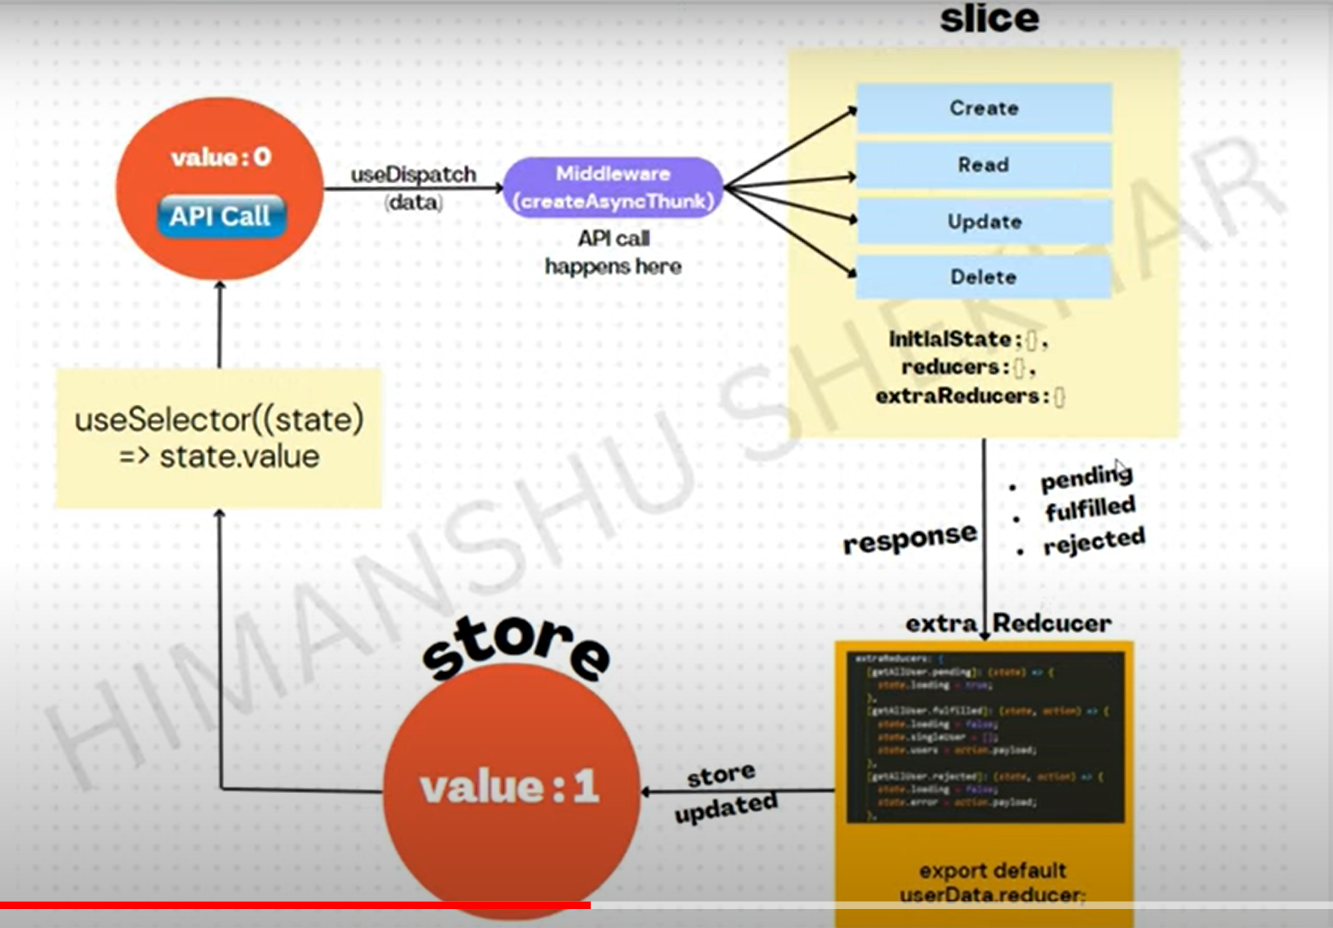 slice
value:0
API Call
useDispatch
(data)
Middleware
(createAsyncThunk)
API call
happens here
Create
Read
Update
Delete
initialState:{},
reducers:{},
extraReducers:{}
useSelector((state)
=> state.value
response
• pending
• fulfilled
• rejected
extra Redcucer
extraReducers: {
[getAllUser.pending]: (state) => {
state.loading = true;
},
[getAllUser.fulfilled]: (state, action) => {
state.loading = false;
state.singleUser = [];
state.users = action.payload;
},
[getAllUser.rejected]: (state, action) => {
state.loading = false;
state.error = action.payload;
},
export default
userData.reducer;
store
updated
store
value:1
HIMANSHU SHEKHAR